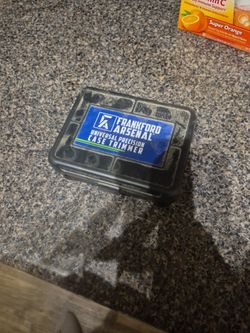 FRANKFORD
ARSENAL
UNIVERSAL PRECISION
CASE TRIMMER
Super Orange